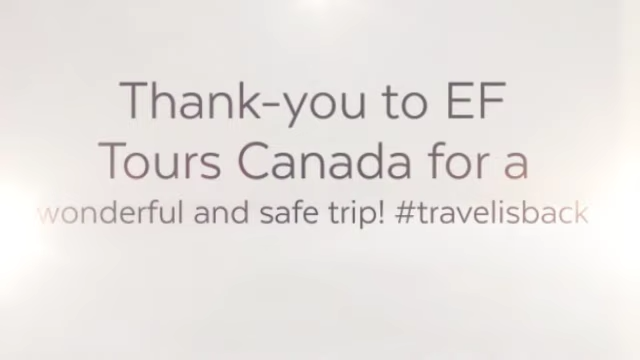 Thank-you to EF
Tours Canada for a
wonderful and safe trip! #travelisback